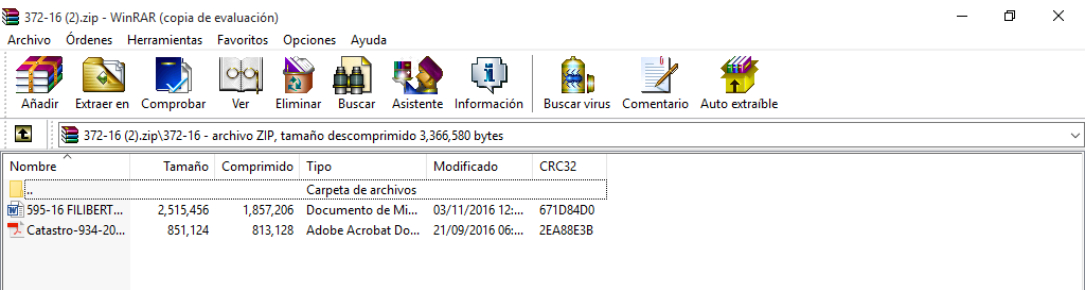 372-16 (2).zip - WinRAR (copia de evaluación)
Archivo Órdenes Herramientas Favoritos Opciones Ayuda
Añadir Extraer en Comprobar Ver Eliminar Buscar Asistente Información Buscar virus Comentario Auto extraíble
372-16 (2).zip\372-16 - archivo ZIP, tamaño descomprimido 3,366,580 bytes
Nombre Tamaño Comprimido Tipo Modificado CRC32
.. Carpeta de archivos
595-16 FILIBERT... 2,515,456 1,857,206 Documento de Mi... 03/11/2016 12:... 671D84D0
Catastro-934-20... 851,124 813,128 Adobe Acrobat Do... 21/09/2016 06:... 2EA88E3B